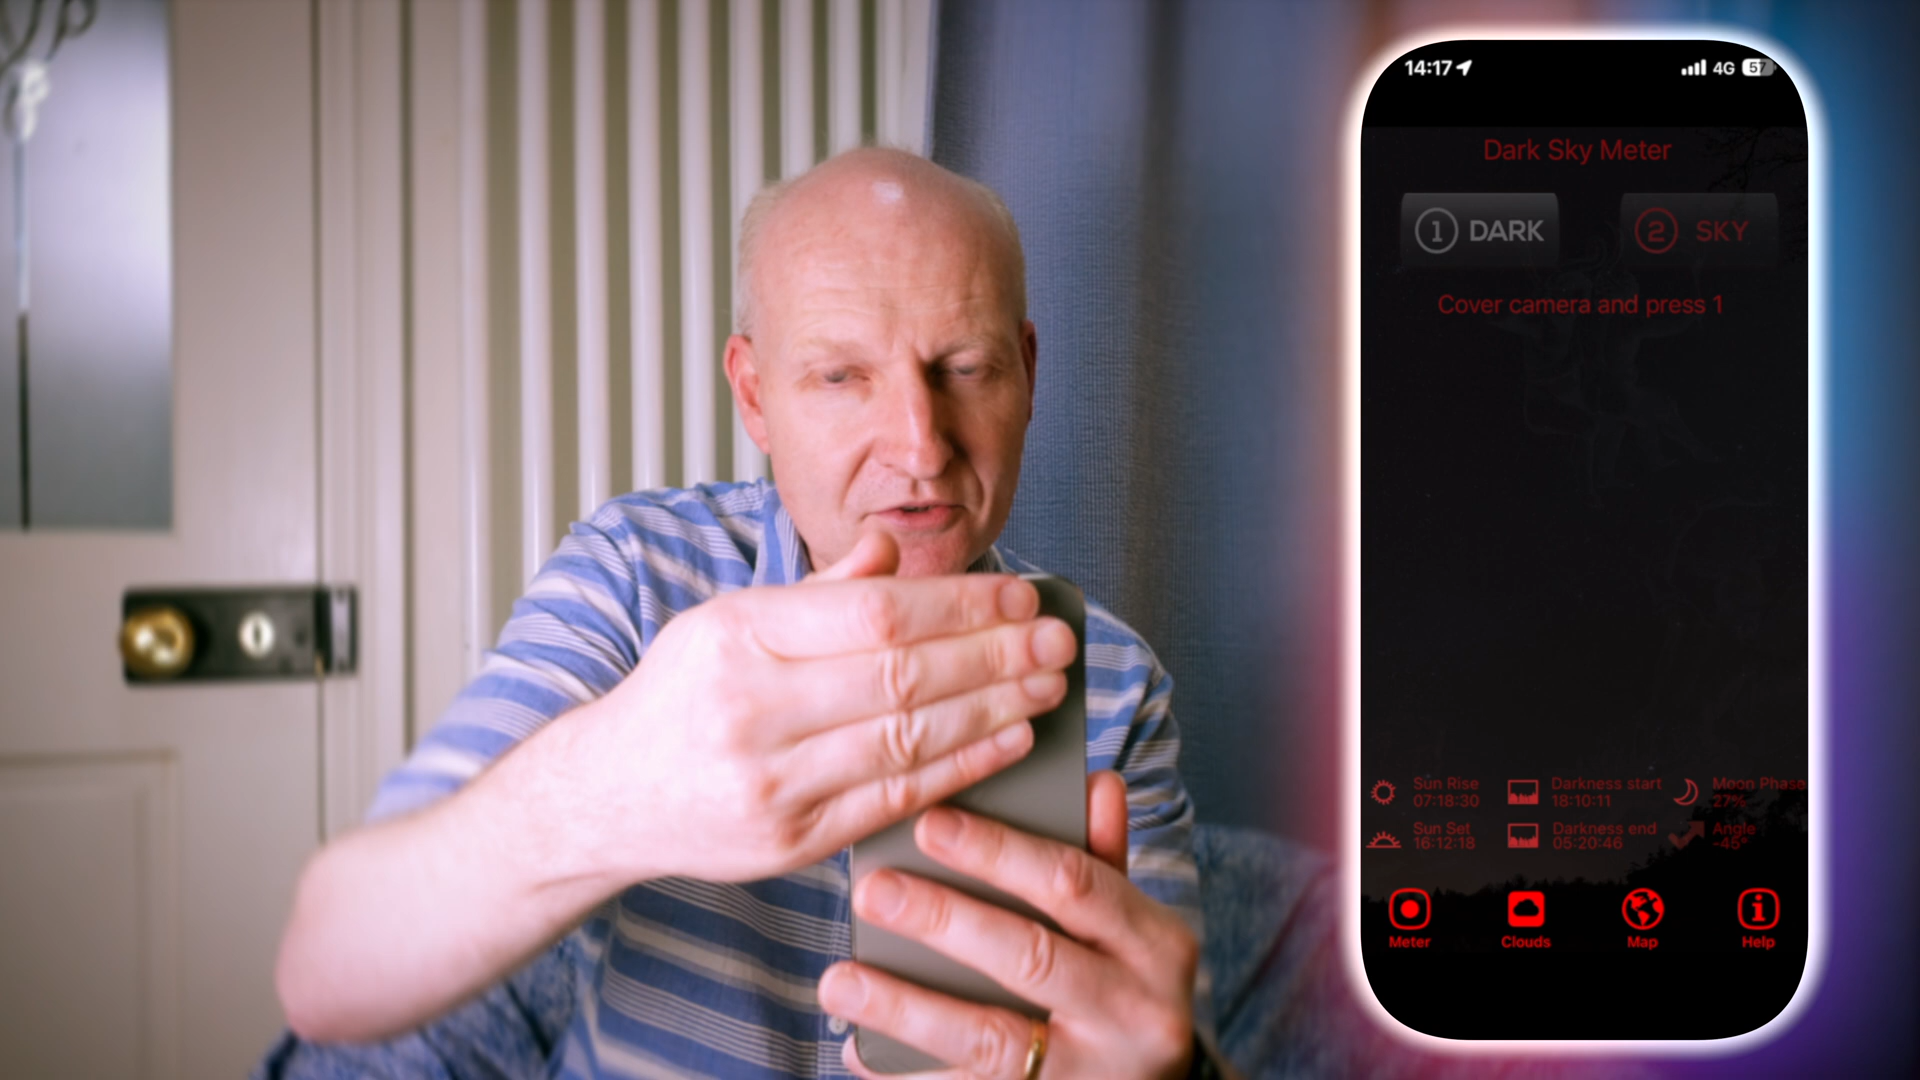 14:17 4G 57
Dark Sky Meter
1 DARK 2 SKY
Cover camera and press 1
Sun Rise Darkness start Moon Phase
07:18:30 18:10:11 27%
Sun Set Darkness end Angle
16:12:18 05:20:46 -45°
Meter Clouds Map Help